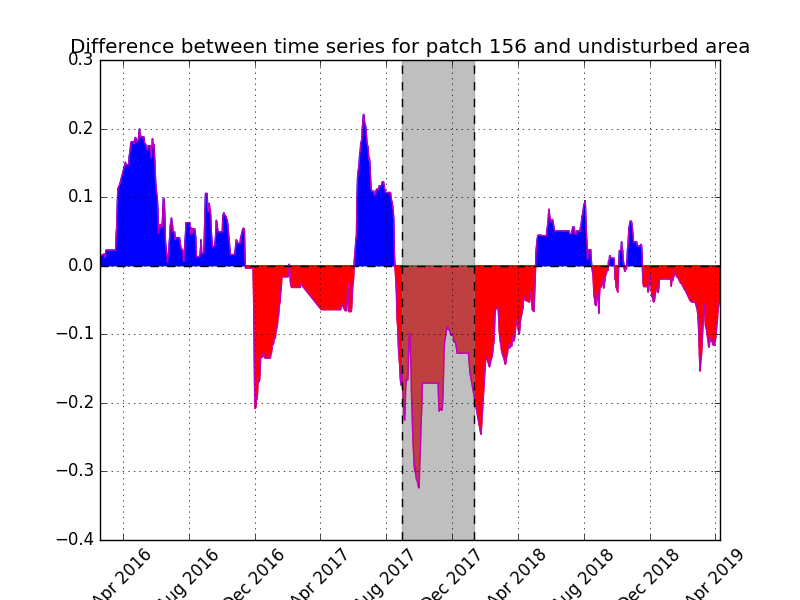 Difference between time series for patch 156 and undisturbed area
0.3
0.2
0.1
0.0
−0.1
−0.2
−0.3
−0.4
Apr 2016
Aug 2016
Dec 2016
Apr 2017
Aug 2017
Dec 2017
Apr 2018
Aug 2018
Dec 2018
Apr 2019